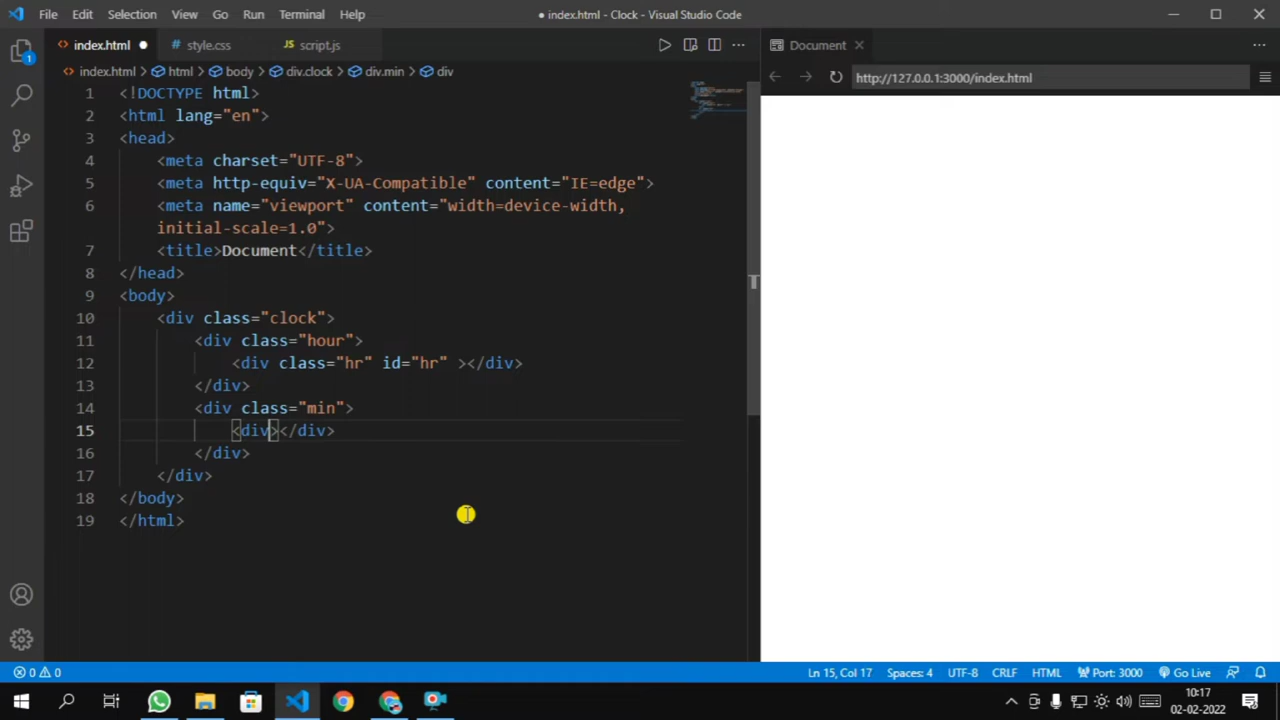 File Edit Selection View Go Run Terminal Help
● index.html - Clock - Visual Studio Code
index.html
style.css
JS script.js
Document
index.html > html > body > div.clock > div.min > div
http://127.0.0.1:3000/index.html
1 <!DOCTYPE html>
2 <html lang="en">
3 <head>
4 <meta charset="UTF-8">
5 <meta http-equiv="X-UA-Compatible" content="IE=edge">
6 <meta name="viewport" content="width=device-width,
initial-scale=1.0">
7 <title>Document</title>
8 </head>
9 <body>
10 <div class="clock">
11 <div class="hour">
12 <div class="hr" id="hr" ></div>
13 </div>
14 <div class="min">
15 <div></div>
16 </div>
17 </div>
18 </body>
19 </html>
1
0 0
Ln 15, Col 17
Spaces: 4
UTF-8
CRLF
HTML
Port: 3000
Go Live
10:17
02-02-2022